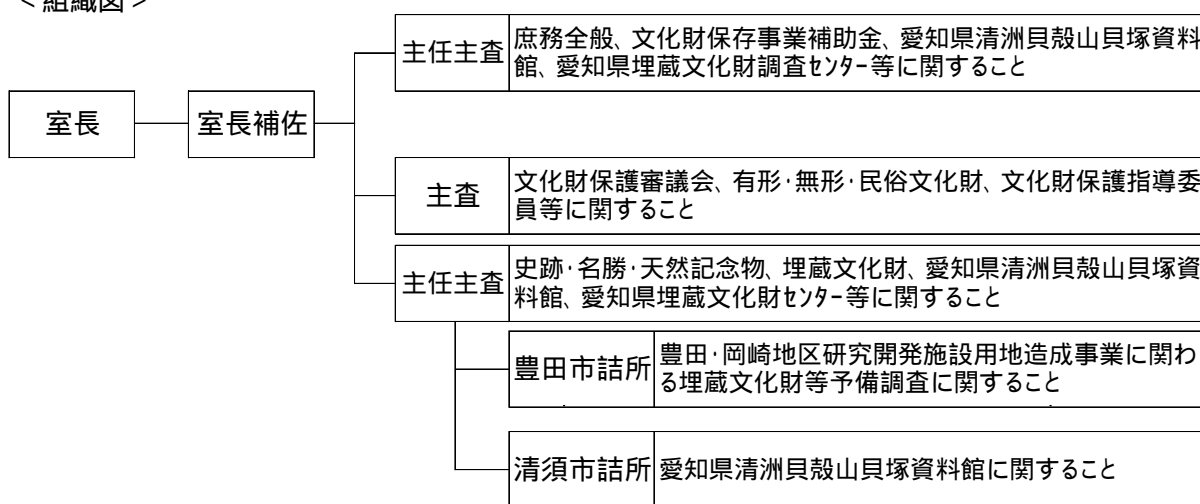 ＜組織図＞
主任主査
庶務全般、文化財保存事業補助金、愛知県清洲貝殻山貝塚資料
館、愛知県埋蔵文化財調査ｾﾝﾀｰ等に関すること
室長
室長補佐
主査
文化財保護審議会、有形･無形･民俗文化財、文化財保護指導委
員等に関すること
主任主査
史跡･名勝･天然記念物、埋蔵文化財、愛知県清洲貝殻山貝塚資
料館、愛知県埋蔵文化財ｾﾝﾀｰ等に関すること
豊田市詰所
豊田･岡崎地区研究開発施設用地造成事業に関わ
る埋蔵文化財等予備調査に関すること
清須市詰所
愛知県清洲貝殻山貝塚資料館に関すること